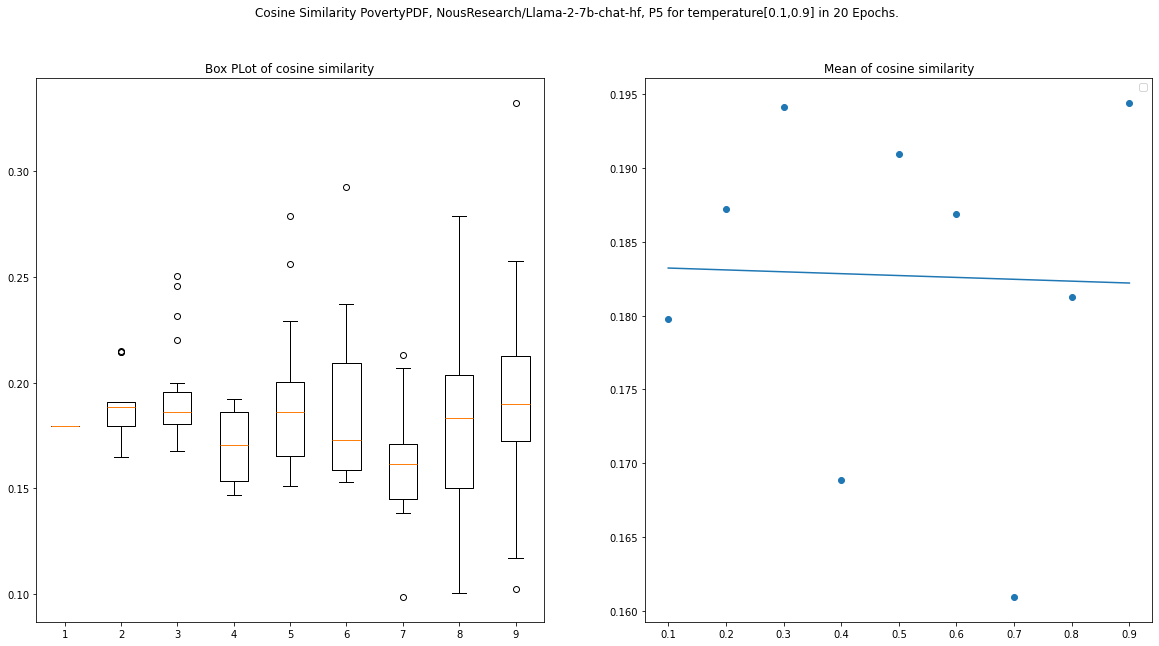 Cosine Similarity PovertyPDF, NousResearch/Llama-2-7b-chat-hf, P5 for temperature[0.1,0.9] in 20 Epochs.
Box PLot of cosine similarity
0.30
0.25
0.20
0.15
0.10
1 2 3 4 5 6 7 8 9
Mean of cosine similarity
0.195
0.190
0.185
0.180
0.175
0.170
0.165
0.160
0.1 0.2 0.3 0.4 0.5 0.6 0.7 0.8 0.9